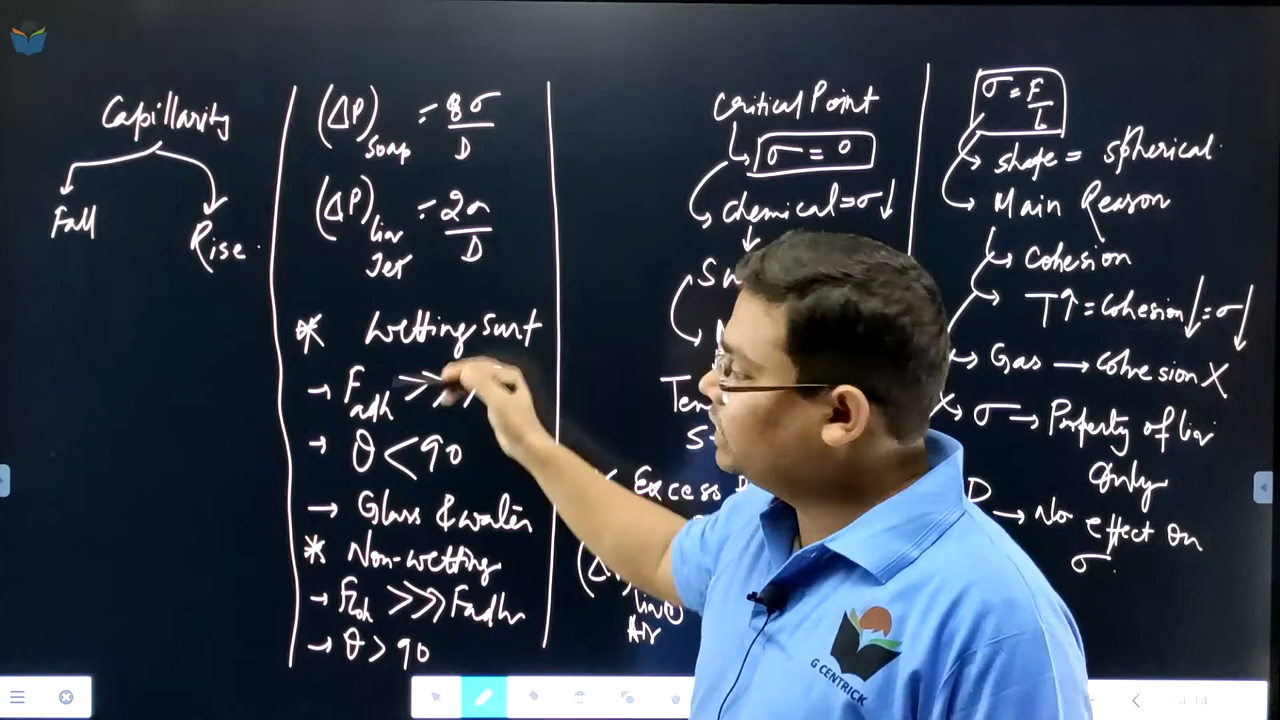 Capillarity
Fall
Rise
(ΔP) soap = 8σ/D
(ΔP) liq Jet = 2σ/D
* Wetting Surf
→ Fadh >>
→ θ < 90
→ Glass & water
* Non-wetting
→ Fcoh >>> Fadh
→ θ > 90
Critical Point
σ = 0
chemical = σ↓
Excess
liq
Air
σ = F/L
shape = spherical
Main Reason
Cohesion
T↑ = Cohesion↓ = σ↓
Gas → Cohesion X
σ → Property of liq
Only
D → No effect on
σ
G CENTRICK